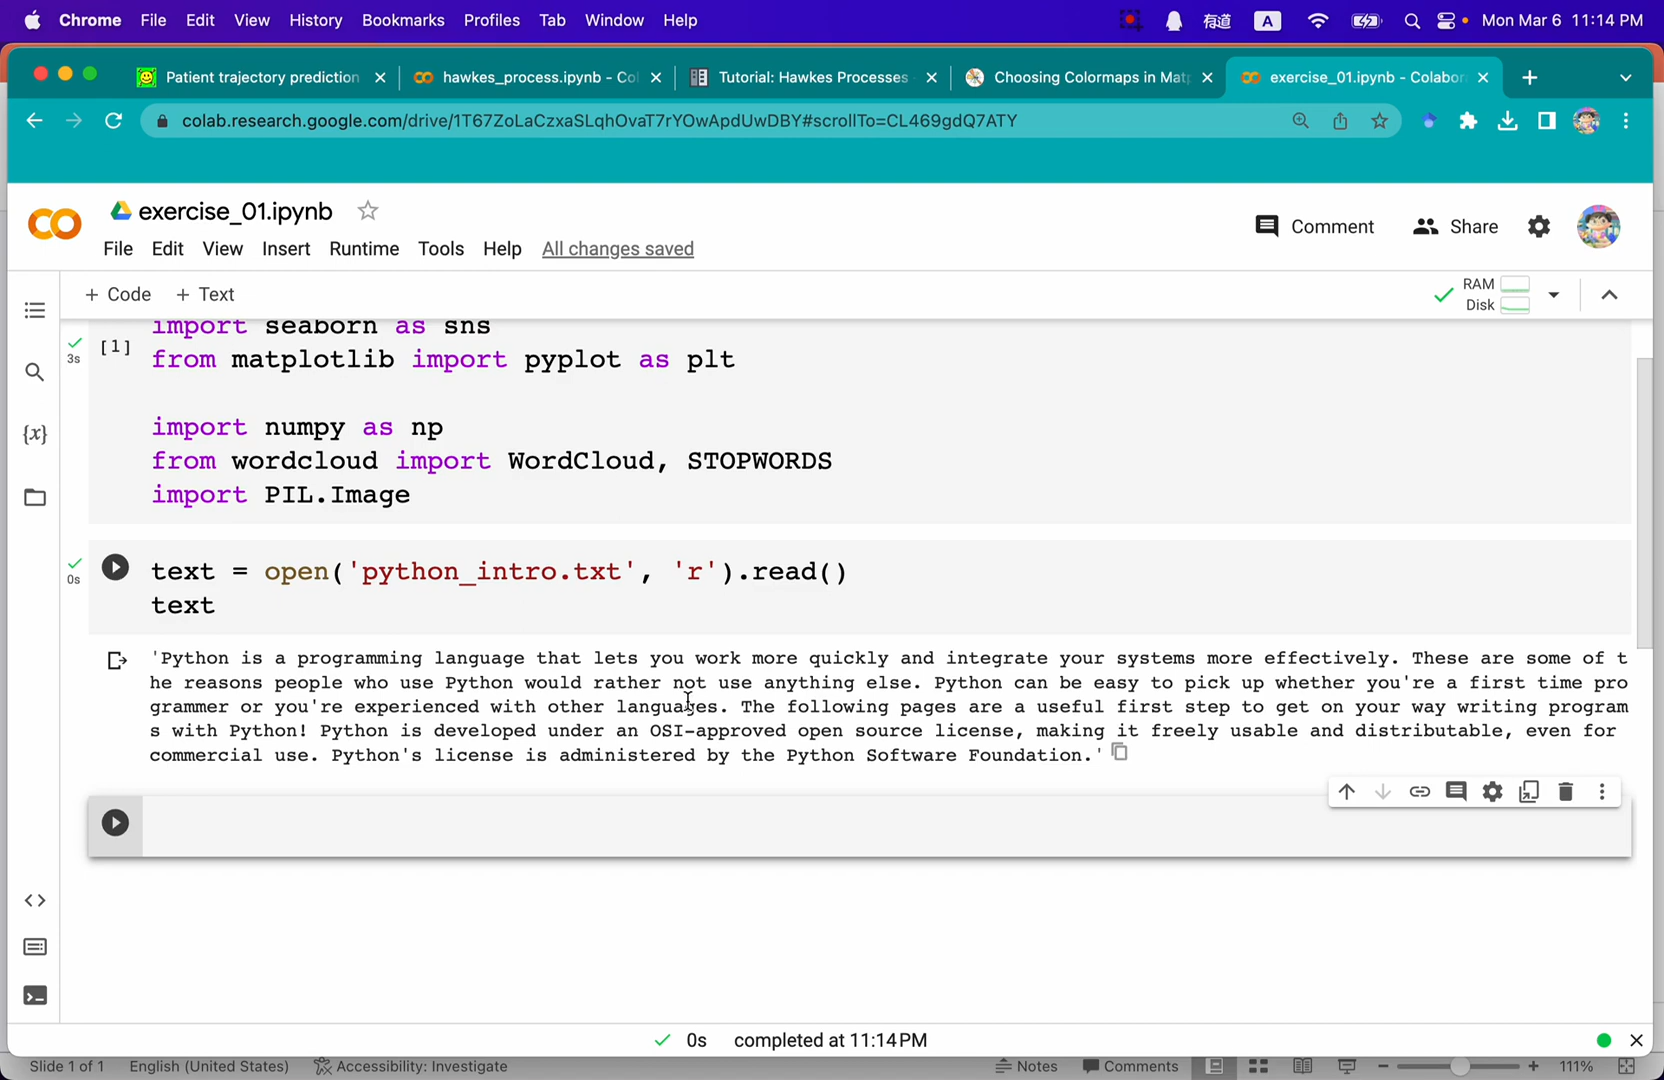 Chrome File Edit View History Bookmarks Profiles Tab Window Help 有道 A Mon Mar 6 11:14 PM
Patient trajectory prediction hawkes_process.ipynb - Co Tutorial: Hawkes Processes Choosing Colormaps in Mat exercise_01.ipynb - Colabor
colab.research.google.com/drive/1T67ZoLaCzxaSLqhOvaT7rYOwApdUwDBY#scrollTo=CL469gdQ7ATY
exercise_01.ipynb
Comment Share
File Edit View Insert Runtime Tools Help All changes saved
+ Code + Text
RAM
Disk
import seaborn as sns
[1]
3s
from matplotlib import pyplot as plt
import numpy as np
{x}
from wordcloud import WordCloud, STOPWORDS
import PIL.Image
text = open('python_intro.txt', 'r').read()
0s
text
'Python is a programming language that lets you work more quickly and integrate your systems more effectively. These are some of t
he reasons people who use Python would rather not use anything else. Python can be easy to pick up whether you're a first time pro
grammer or you're experienced with other languages. The following pages are a useful first step to get on your way writing program
s with Python! Python is developed under an OSI-approved open source license, making it freely usable and distributable, even for
commercial use. Python's license is administered by the Python Software Foundation.'
0s completed at 11:14 PM
Slide 1 of 1 English (United States) Accessibility: Investigate Notes Comments 111%